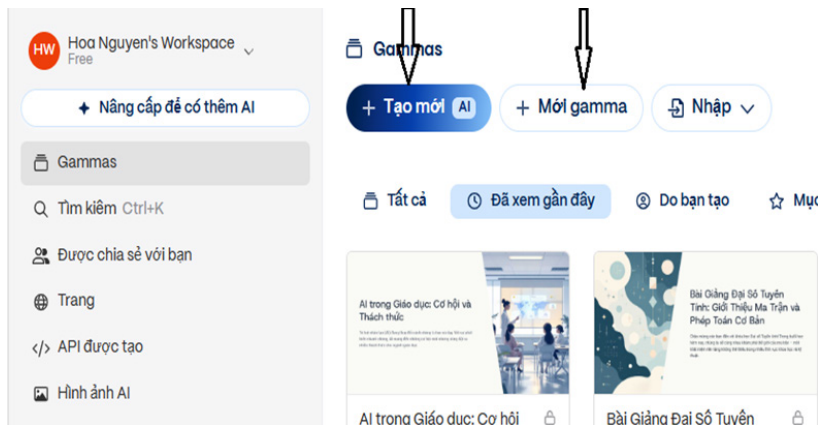 HW
Hoa Nguyen's Workspace
Free
Nâng cấp để có thêm AI
Gammas
Tìm kiếm Ctrl+K
Được chia sẻ với bạn
Trang
API được tạo
Hình ảnh AI
Gammas
+ Tạo mới AI
+ Mới gamma
Nhập
Tất cả
Đã xem gần đây
Do bạn tạo
Mục
AI trong Giáo dục: Cơ hội và
Thách thức
Bài Giảng Đại Số Tuyến
Tính: Giới Thiệu Ma Trận và
Phép Toán Cơ Bản
AI trong Giáo dục: Cơ hội
Bài Giảng Đại Số Tuyến